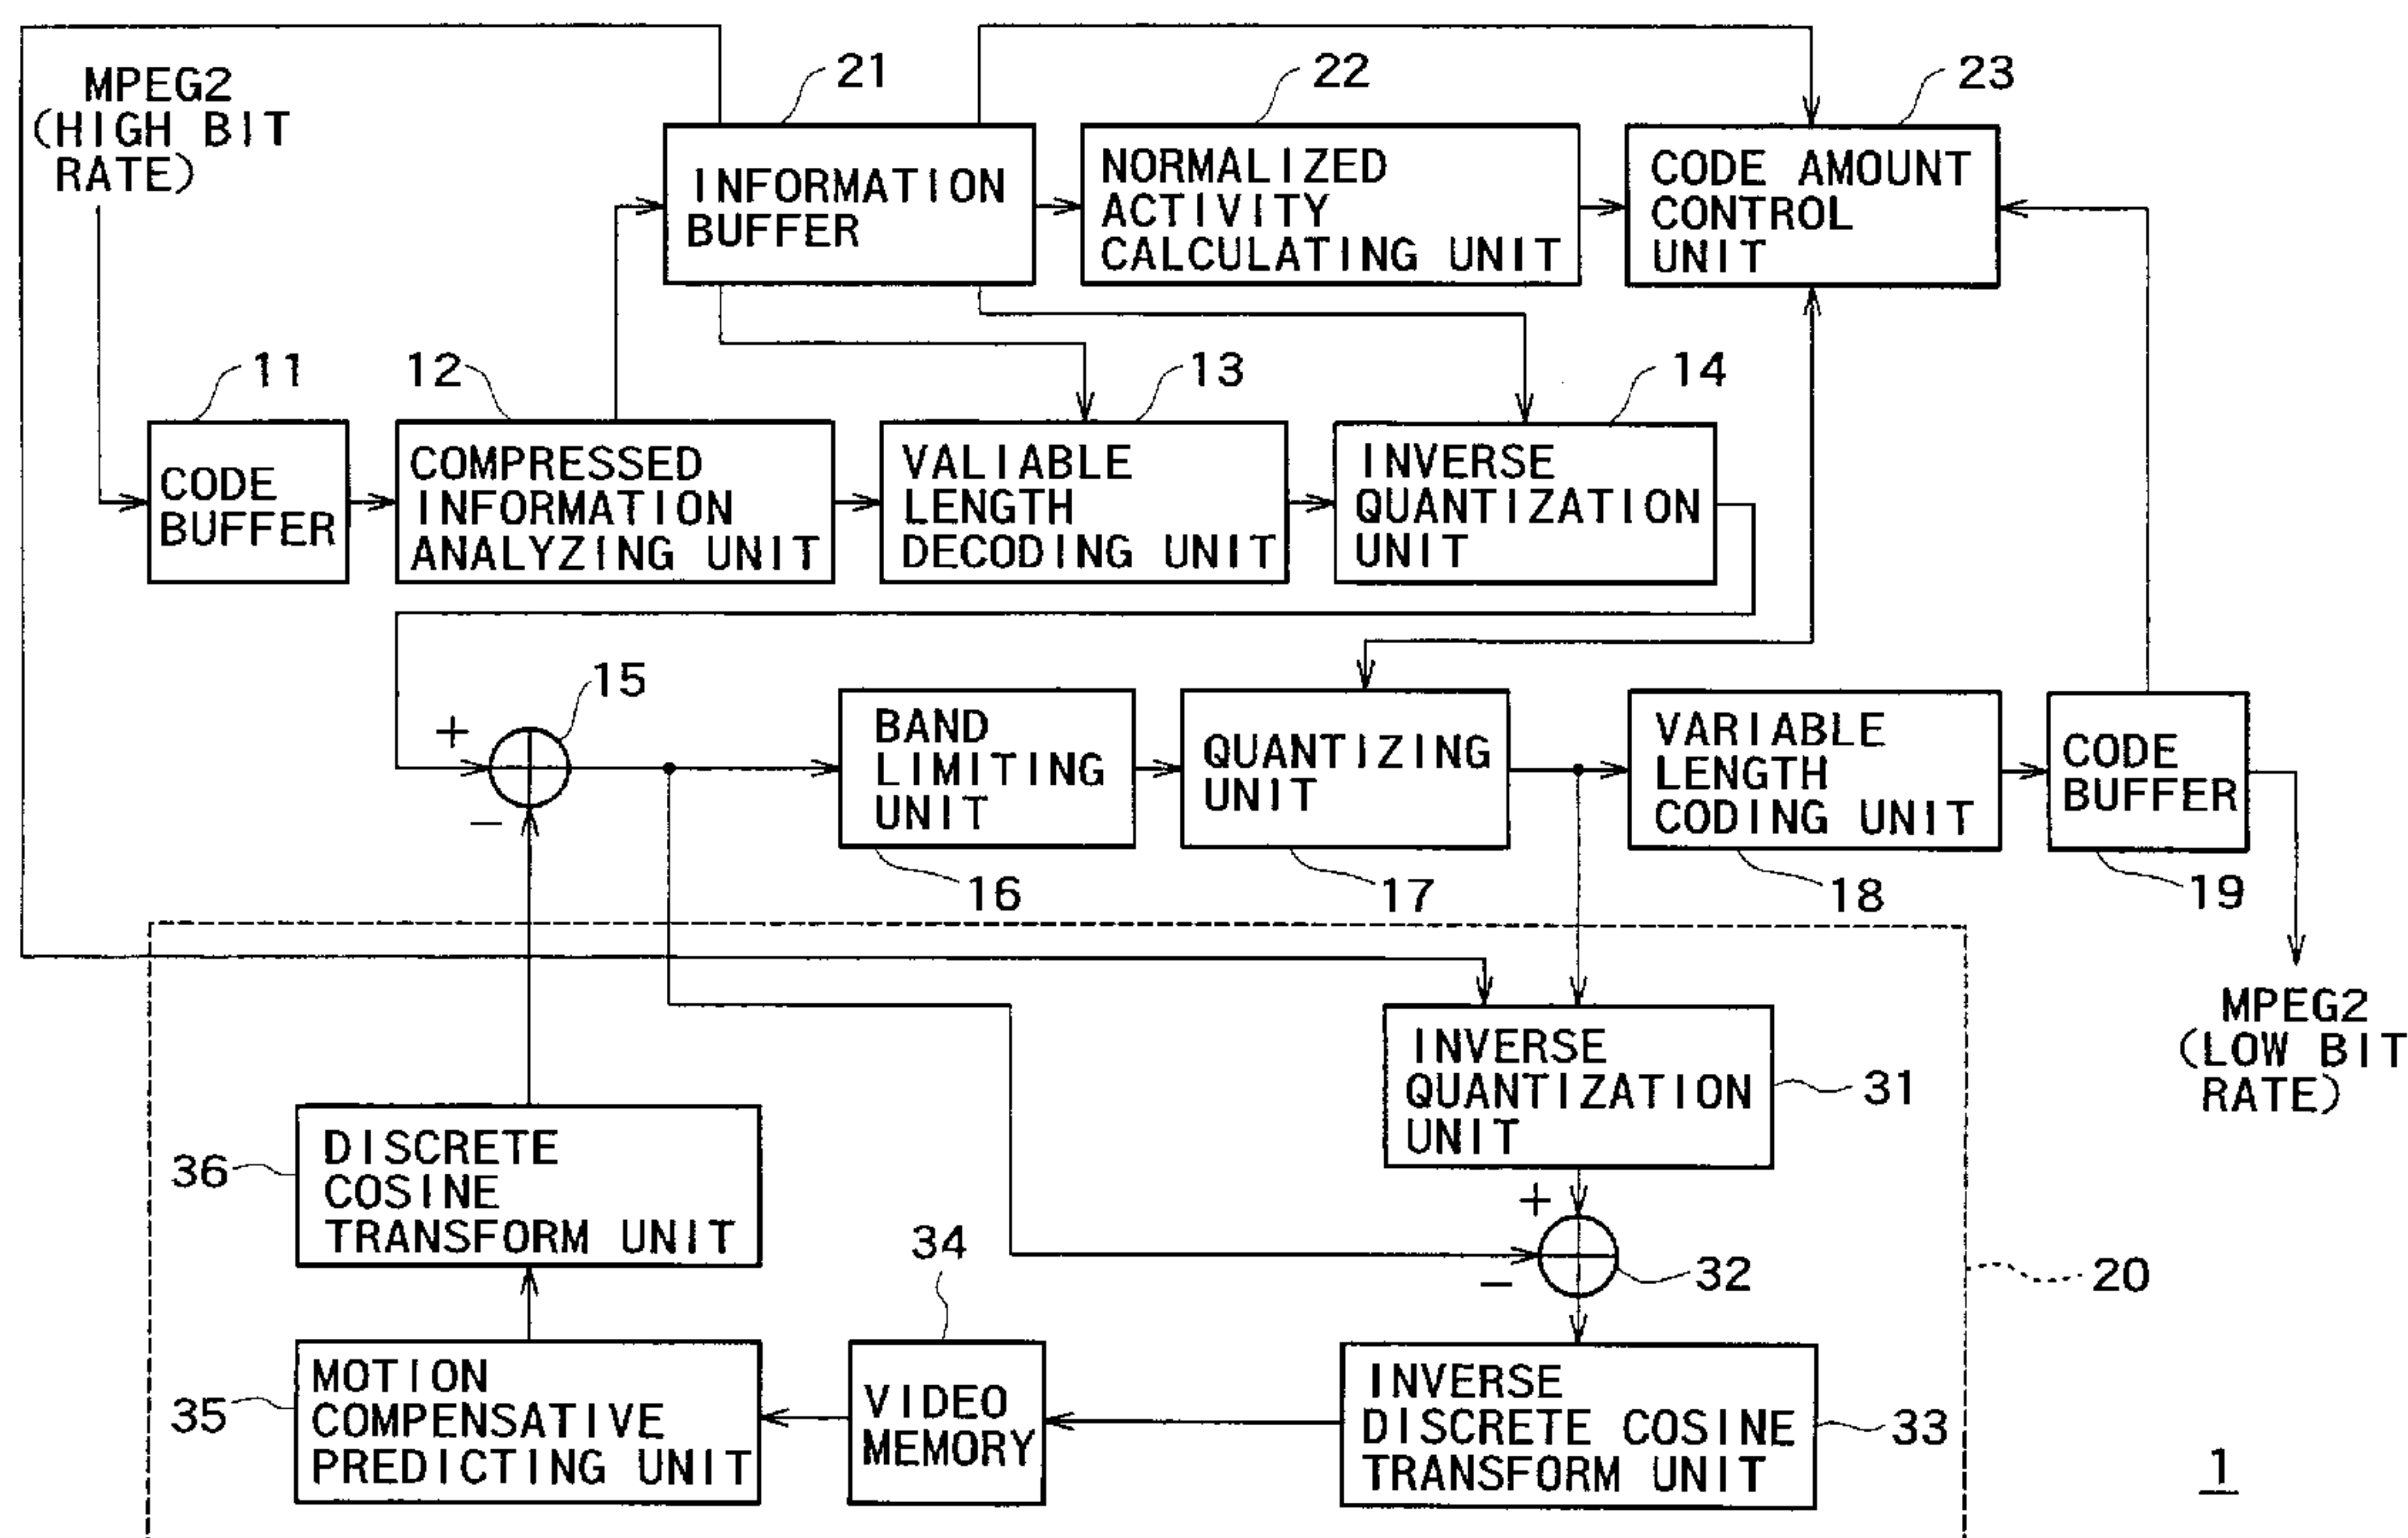 MPEG2
(HIGH BIT
RATE)
21
INFORMATION
BUFFER
22
NORMALIZED
ACTIVITY
CALCULATING UNIT
23
CODE AMOUNT
CONTROL
UNIT
11
CODE
BUFFER
12
COMPRESSED
INFORMATION
ANALYZING UNIT
13
VALIABLE
LENGTH
DECODING UNIT
14
INVERSE
QUANTIZATION
UNIT
15
+
−
BAND
LIMITING
UNIT
16
QUANTIZING
UNIT
17
VARIABLE
LENGTH
CODING UNIT
18
CODE
BUFFER
19
MPEG2
(LOW BIT
RATE)
INVERSE
QUANTIZATION
UNIT
31
DISCRETE
COSINE
TRANSFORM UNIT
36
+
−
32
20
34
VIDEO
MEMORY
MOTION
COMPENSATIVE
PREDICTING UNIT
35
INVERSE
DISCRETE COSINE
TRANSFORM UNIT
33
1